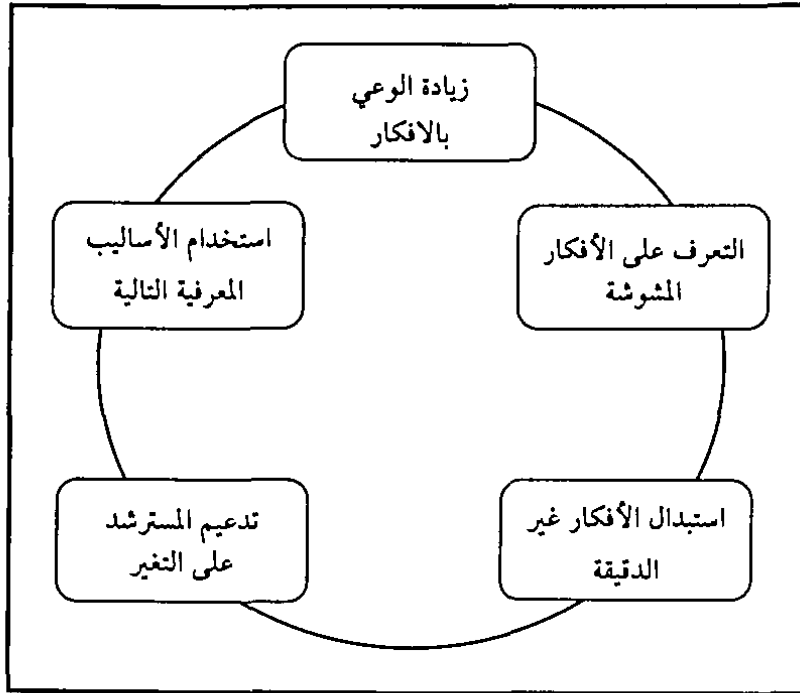 زيادة الوعي
بالافكار
التعرف على الأفكار
المشوشة
استبدال الأفكار غير
الدقيقة
تدعيم المسترشد
على التغير
استخدام الأساليب
المعرفية التالية